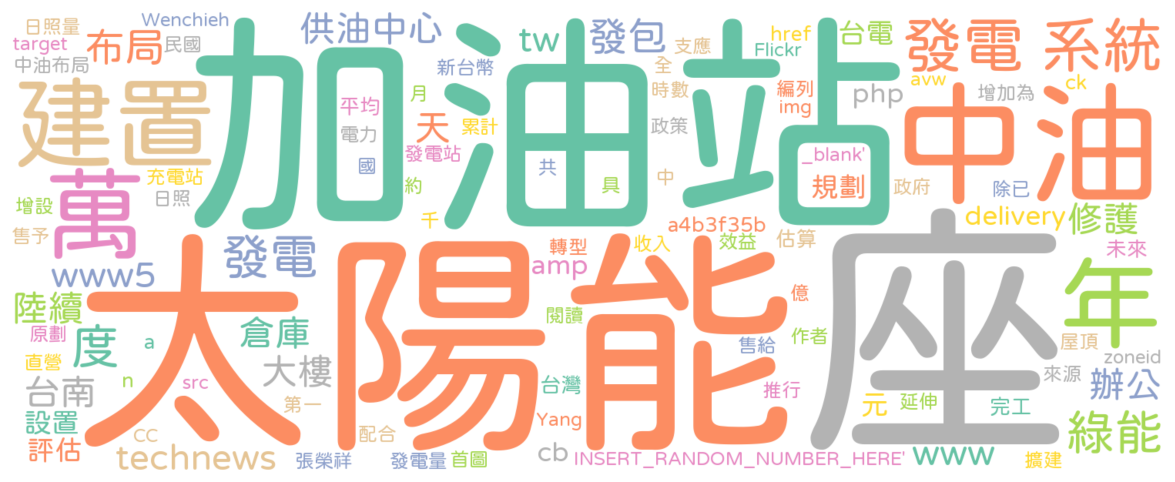 日照量
Wenchieh
target
布局
民國
中油布局
供油中心
新台幣
tw
發包
支應
Flickr
href
台電
發電
系統
建置
加油站
全
時數
編列
img
avw
php
增加為
ck
中油
平均
月
電力
天
累計
發電站
政策
國
共
約
具
中
_blank'
規劃
政府
除已
萬
充電站
日照
增設
售予
千
a4b3f35b
delivery
修護
未來
發電
www5
轉型
收入
效益
估算
amp
太陽能
座
年
陸續
原劃
度
a
倉庫
直營
n
src
大樓
台南
第一
設置
評估
CC
technews
張榮祥
配合
發電量
首圖
閱讀
億
作者
售給
屋頂
zoneid
來源
辦公
台灣
推行
Yang
元
延伸
完工
綠能
cb
INSERT_RANDOM_NUMBER_HERE'
www
擴建